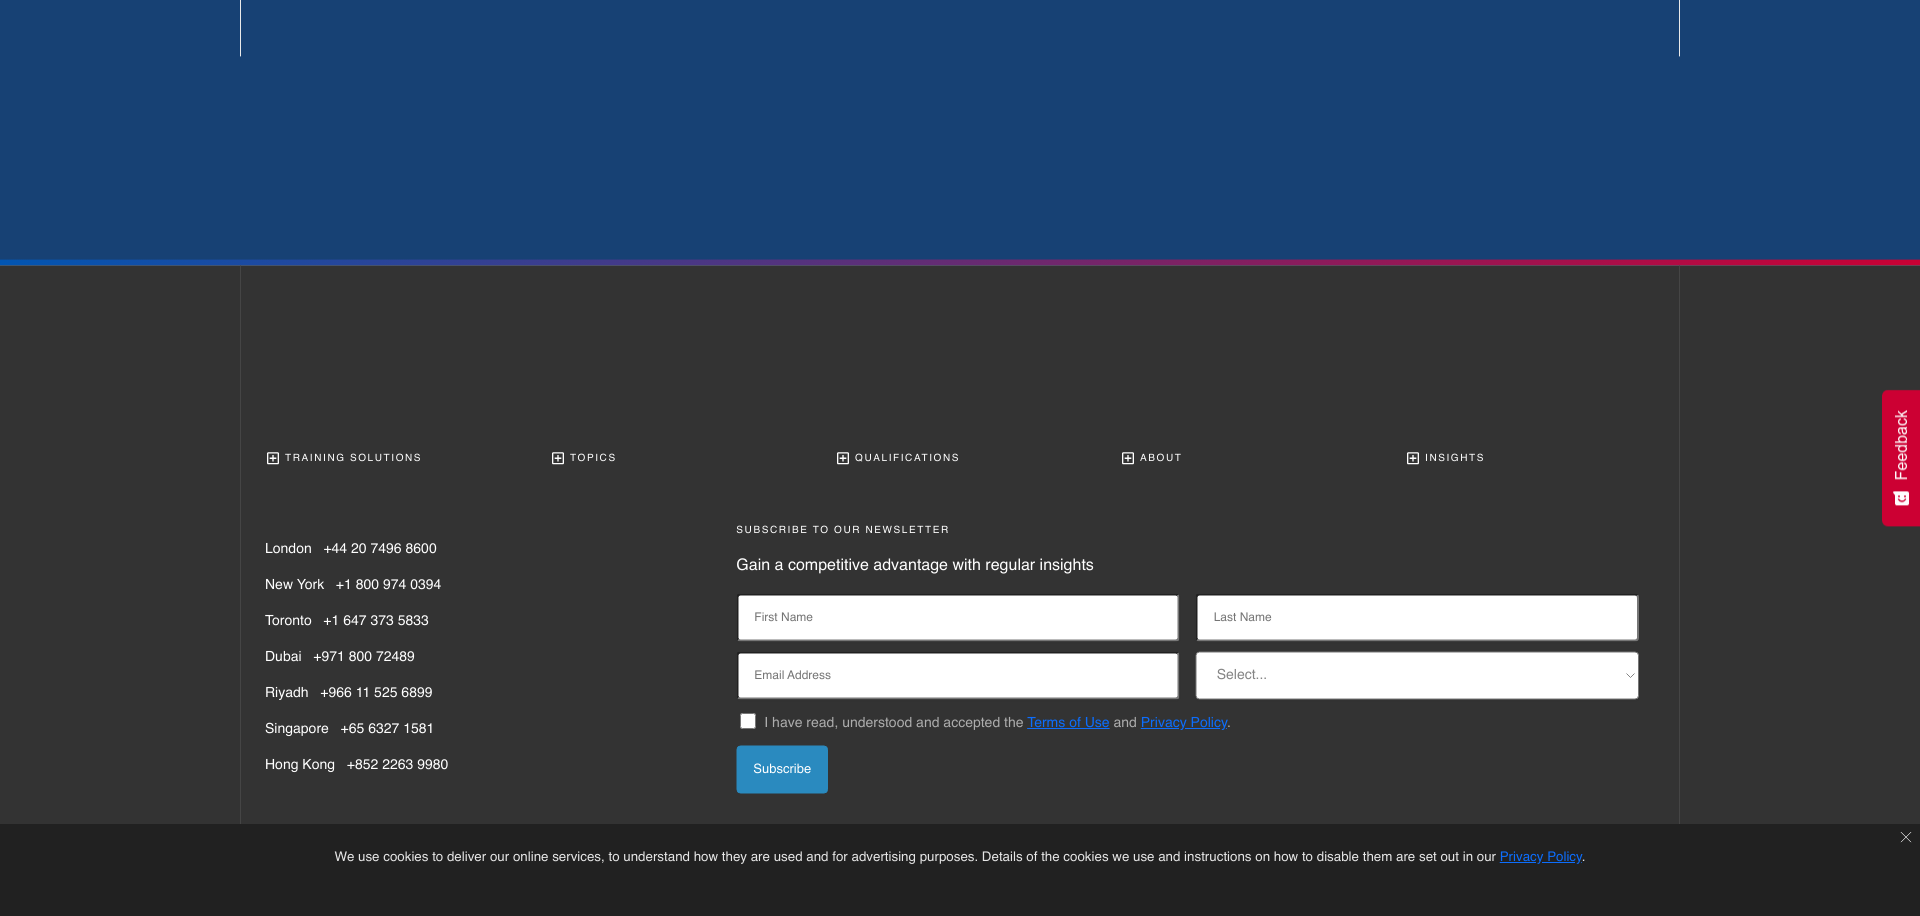 TRAINING SOLUTIONS
TOPICS
QUALIFICATIONS
ABOUT
INSIGHTS
Feedback
London +44 20 7496 8600
New York +1 800 974 0394
Toronto +1 647 373 5833
Dubai +971 800 72489
Riyadh +966 11 525 6899
Singapore +65 6327 1581
Hong Kong +852 2263 9980
SUBSCRIBE TO OUR NEWSLETTER
Gain a competitive advantage with regular insights
First Name
Last Name
Email Address
Select...
I have read, understood and accepted the Terms of Use and Privacy Policy.
Subscribe
We use cookies to deliver our online services, to understand how they are used and for advertising purposes. Details of the cookies we use and instructions on how to disable them are set out in our Privacy Policy.